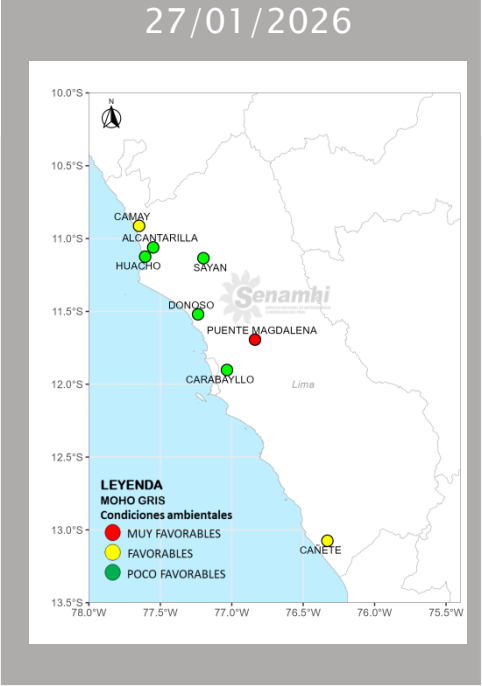 27/01/2026
10.0°S
N
10.5°S
CAMAY
ALCANTARILLA
11.0°S
HUACHO
SAYAN
Senamhi
11.5°S
DONOSO
PUENTE MAGDALENA
12.0°S
CARABAYLLO
Lima
12.5°S
LEYENDA
MOHO GRIS
Condiciones ambientales
13.0°S
MUY FAVORABLES
CAÑETE
FAVORABLES
POCO FAVORABLES
13.5°S
78.0°W 77.5°W 77.0°W 76.5°W 76.0°W 75.5°W